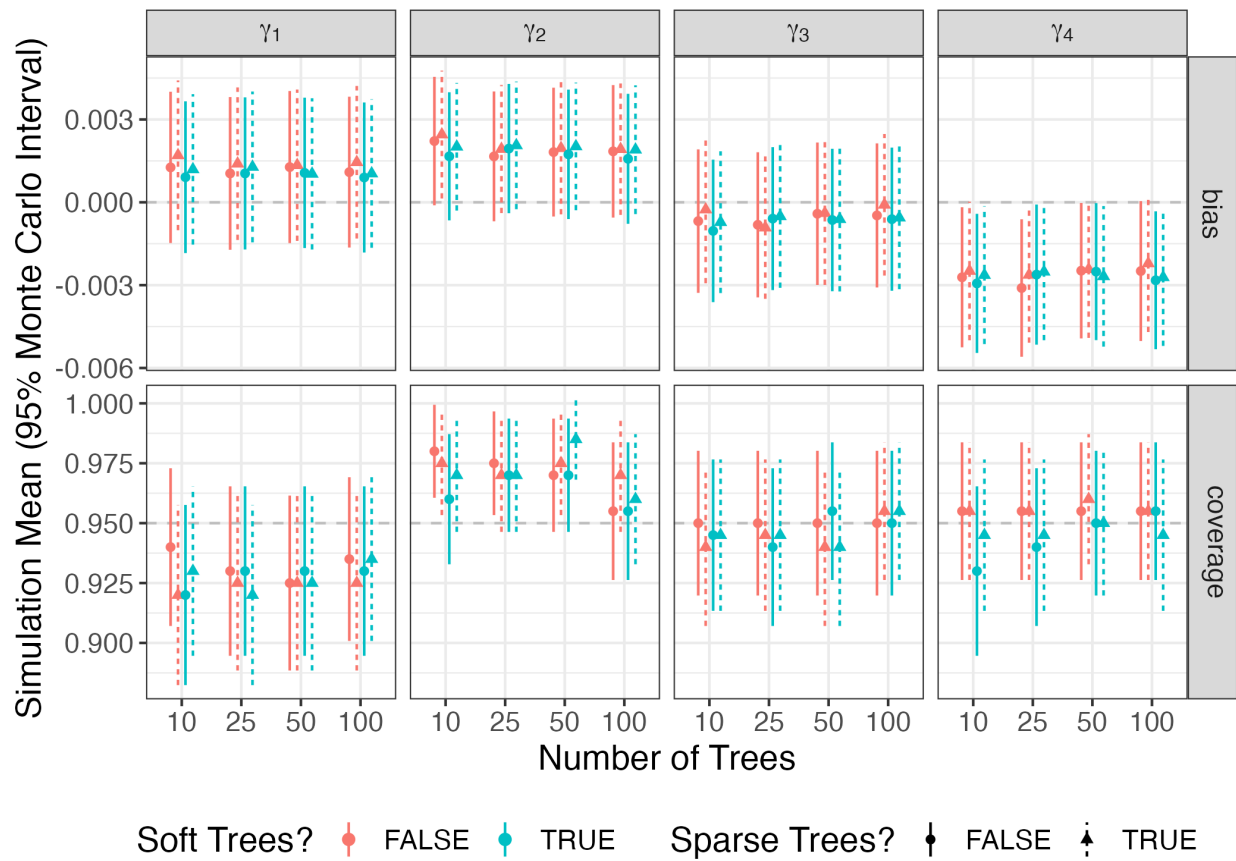 γ1 γ2 γ3 γ4
Simulation Mean (95% Monte Carlo Interval)
0.003
0.000
-0.003
-0.006
bias
1.000
0.975
0.950
0.925
0.900
coverage
10 25 50 100 10 25 50 100 10 25 50 100 10 25 50 100
Number of Trees
Soft Trees? FALSE TRUE Sparse Trees? FALSE TRUE